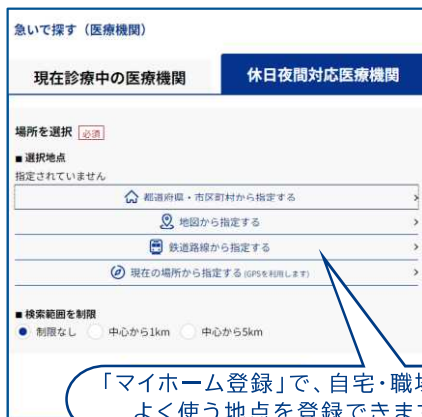 急いで探す（医療機関）
現在診療中の医療機関
休日夜間対応医療機関
場所を選択 必須
■ 選択地点
指定されていません
都道府県・市区町村から指定する
地図から指定する
鉄道路線から指定する
現在の場所から指定する (GPSを利用します)
■ 検索範囲を制限
制限なし 中心から1km 中心から5km
「マイホーム登録」で、自宅・職場
よく使う地点を登録できます